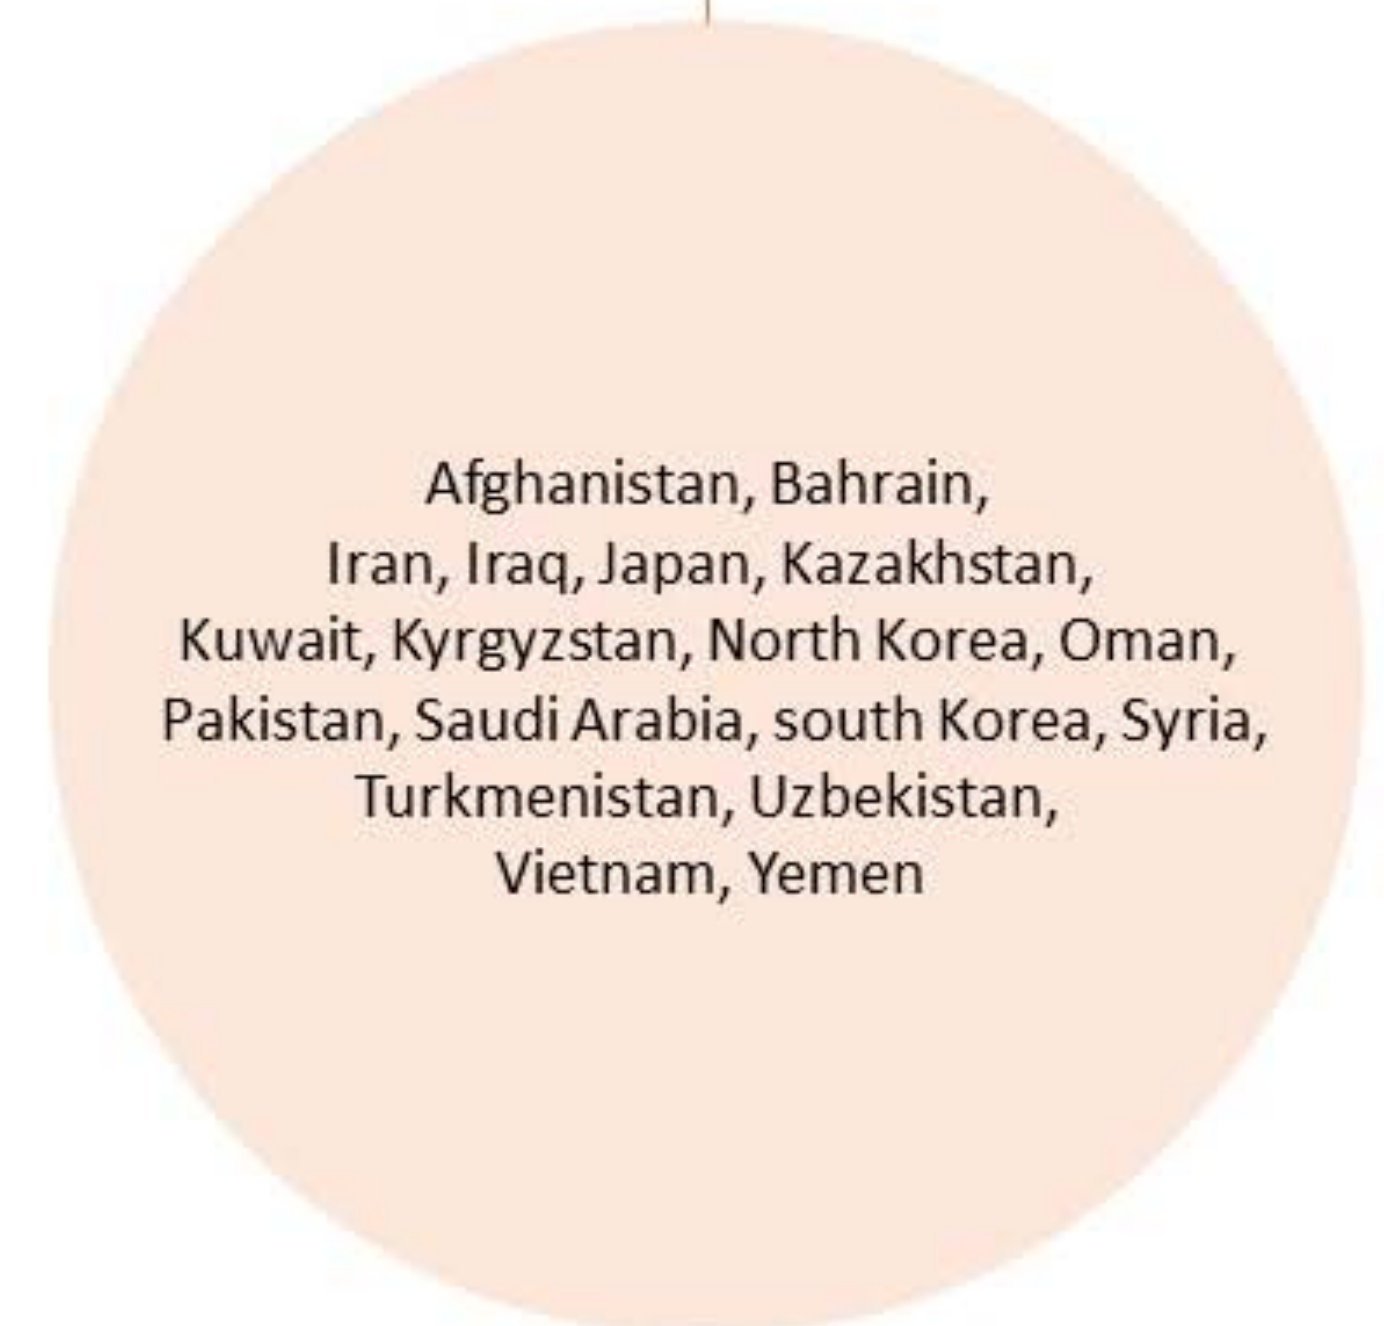 Afghanistan, Bahrain,
Iran, Iraq, Japan, Kazakhstan,
Kuwait, Kyrgyzstan, North Korea, Oman,
Pakistan, Saudi Arabia, south Korea, Syria,
Turkmenistan, Uzbekistan,
Vietnam, Yemen